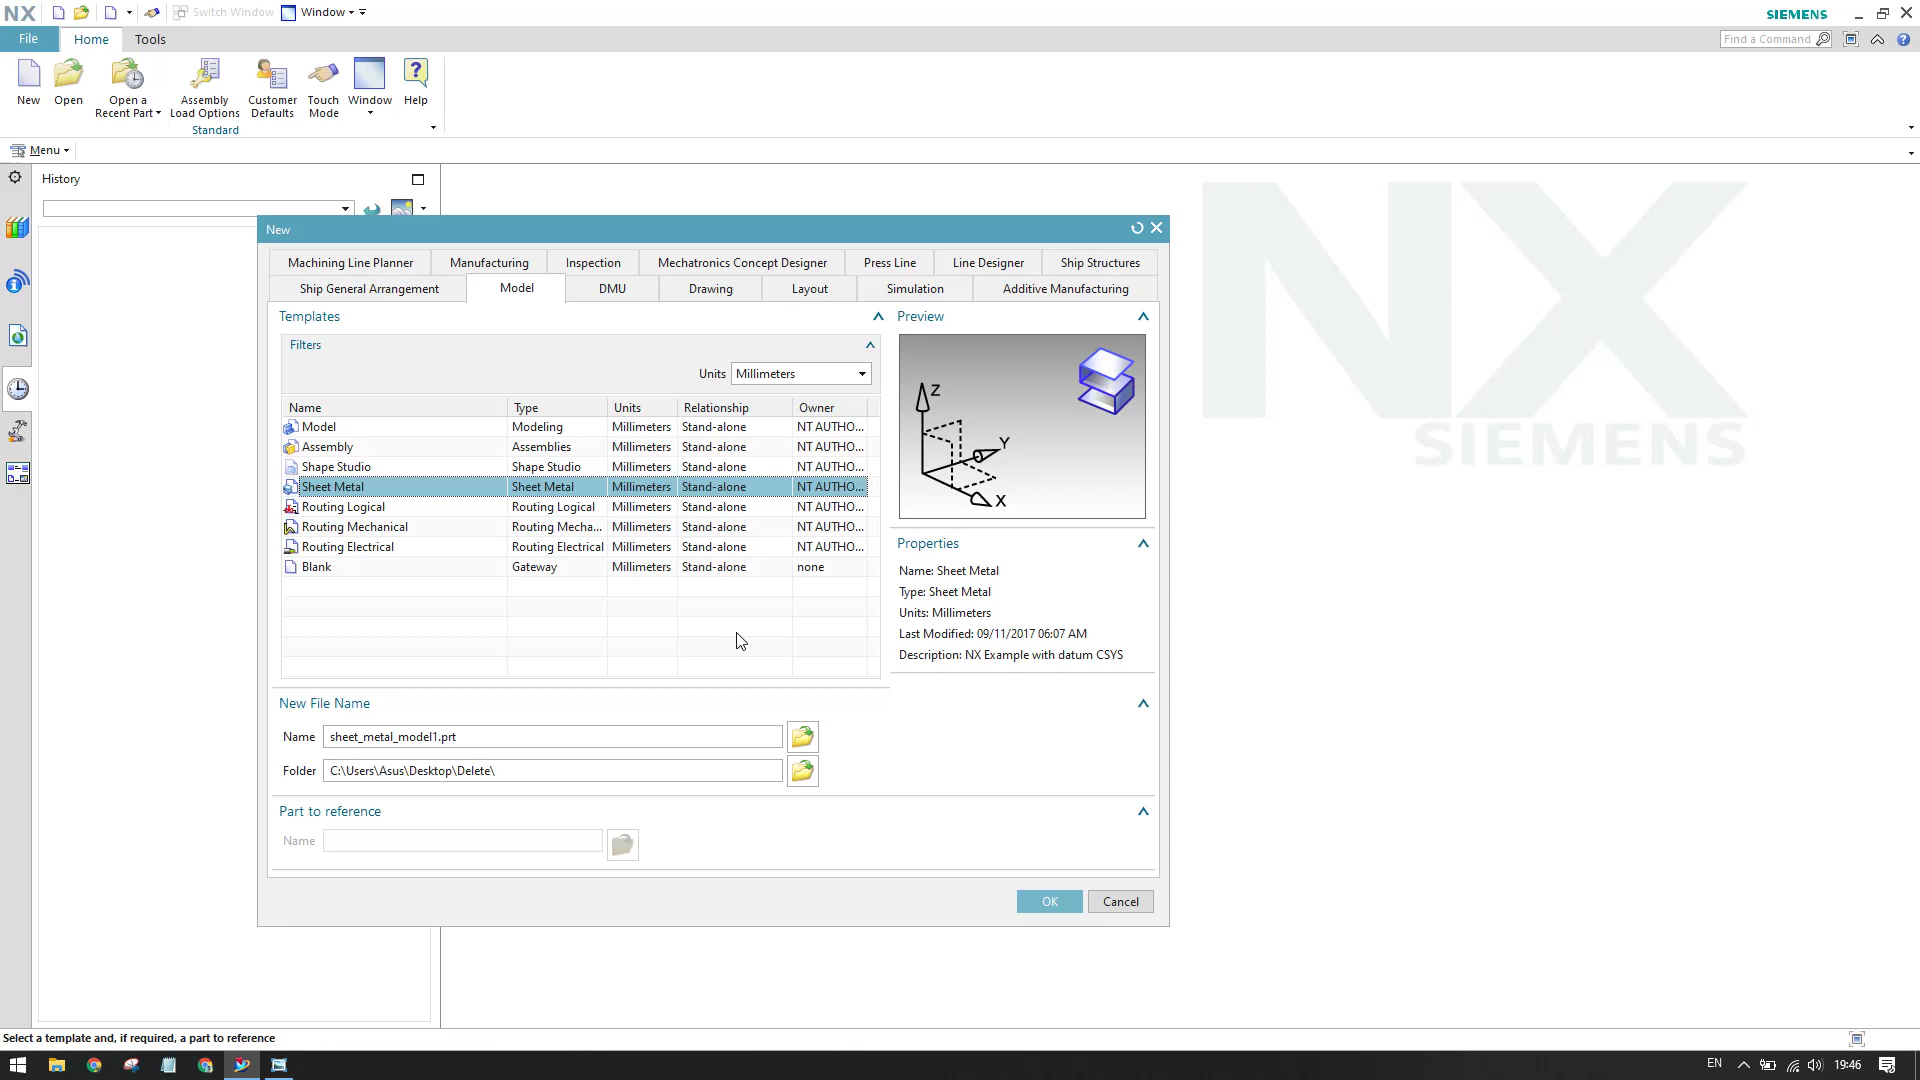 NX Switch Window Window SIEMENS
File Home Tools Find a Command
New Open Open a Recent Part Assembly Load Options Customer Defaults Touch Mode Window Help
Standard
Menu
History
NX
SIEMENS
New
Machining Line Planner Manufacturing Inspection Mechatronics Concept Designer Press Line Line Designer Ship Structures
Ship General Arrangement Model DMU Drawing Layout Simulation Additive Manufacturing
Templates
Filters
Units Millimeters
Name Type Units Relationship Owner
Model Modeling Millimeters Stand-alone NT AUTHO...
Assembly Assemblies Millimeters Stand-alone NT AUTHO...
Shape Studio Shape Studio Millimeters Stand-alone NT AUTHO...
Sheet Metal Sheet Metal Millimeters Stand-alone NT AUTHO...
Routing Logical Routing Logical Millimeters Stand-alone NT AUTHO...
Routing Mechanical Routing Mecha... Millimeters Stand-alone NT AUTHO...
Routing Electrical Routing Electrical Millimeters Stand-alone NT AUTHO...
Blank Gateway Millimeters Stand-alone none
Preview
Z
Y
X
Properties
Name: Sheet Metal
Type: Sheet Metal
Units: Millimeters
Last Modified: 09/11/2017 06:07 AM
Description: NX Example with datum CSYS
New File Name
Name sheet_metal_model1.prt
Folder C:\Users\Asus\Desktop\Delete\
Part to reference
Name
OK Cancel
Select a template and, if required, a part to reference
EN 19:46